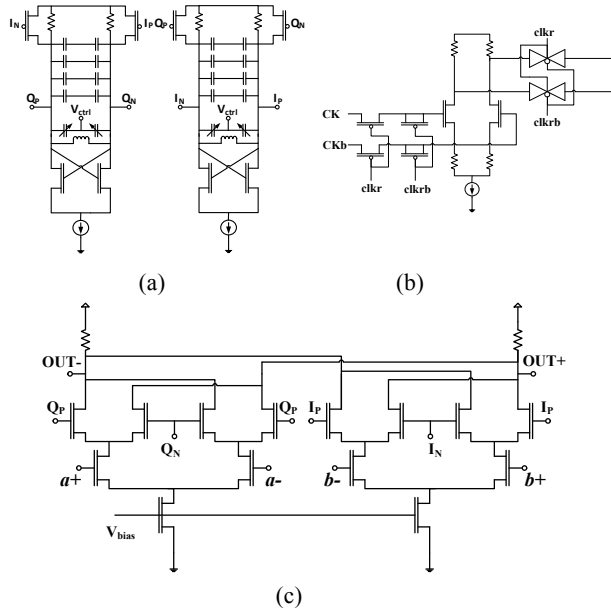 I_N I_P Q_P Q_N
Q_P V_ctrl Q_N I_N V_ctrl I_P
(a)
clkr
clkrb
CK
CKb
clkr clkrb
(b)
OUT- OUT+
Q_P Q_N Q_P I_P I_N I_P
a+ a- b- b+
V_bias
(c)